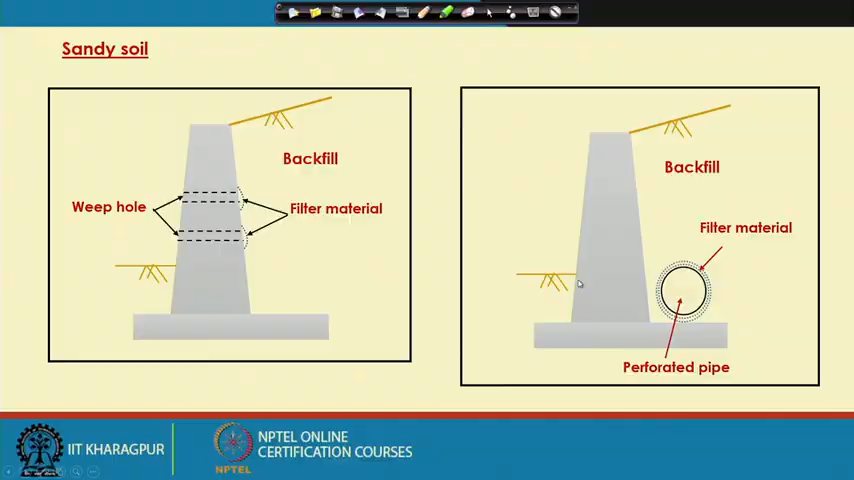 Sandy soil
Backfill
Weep hole
Filter material
Backfill
Filter material
Perforated pipe
IIT KHARAGPUR
NPTEL
NPTEL ONLINE
CERTIFICATION COURSES